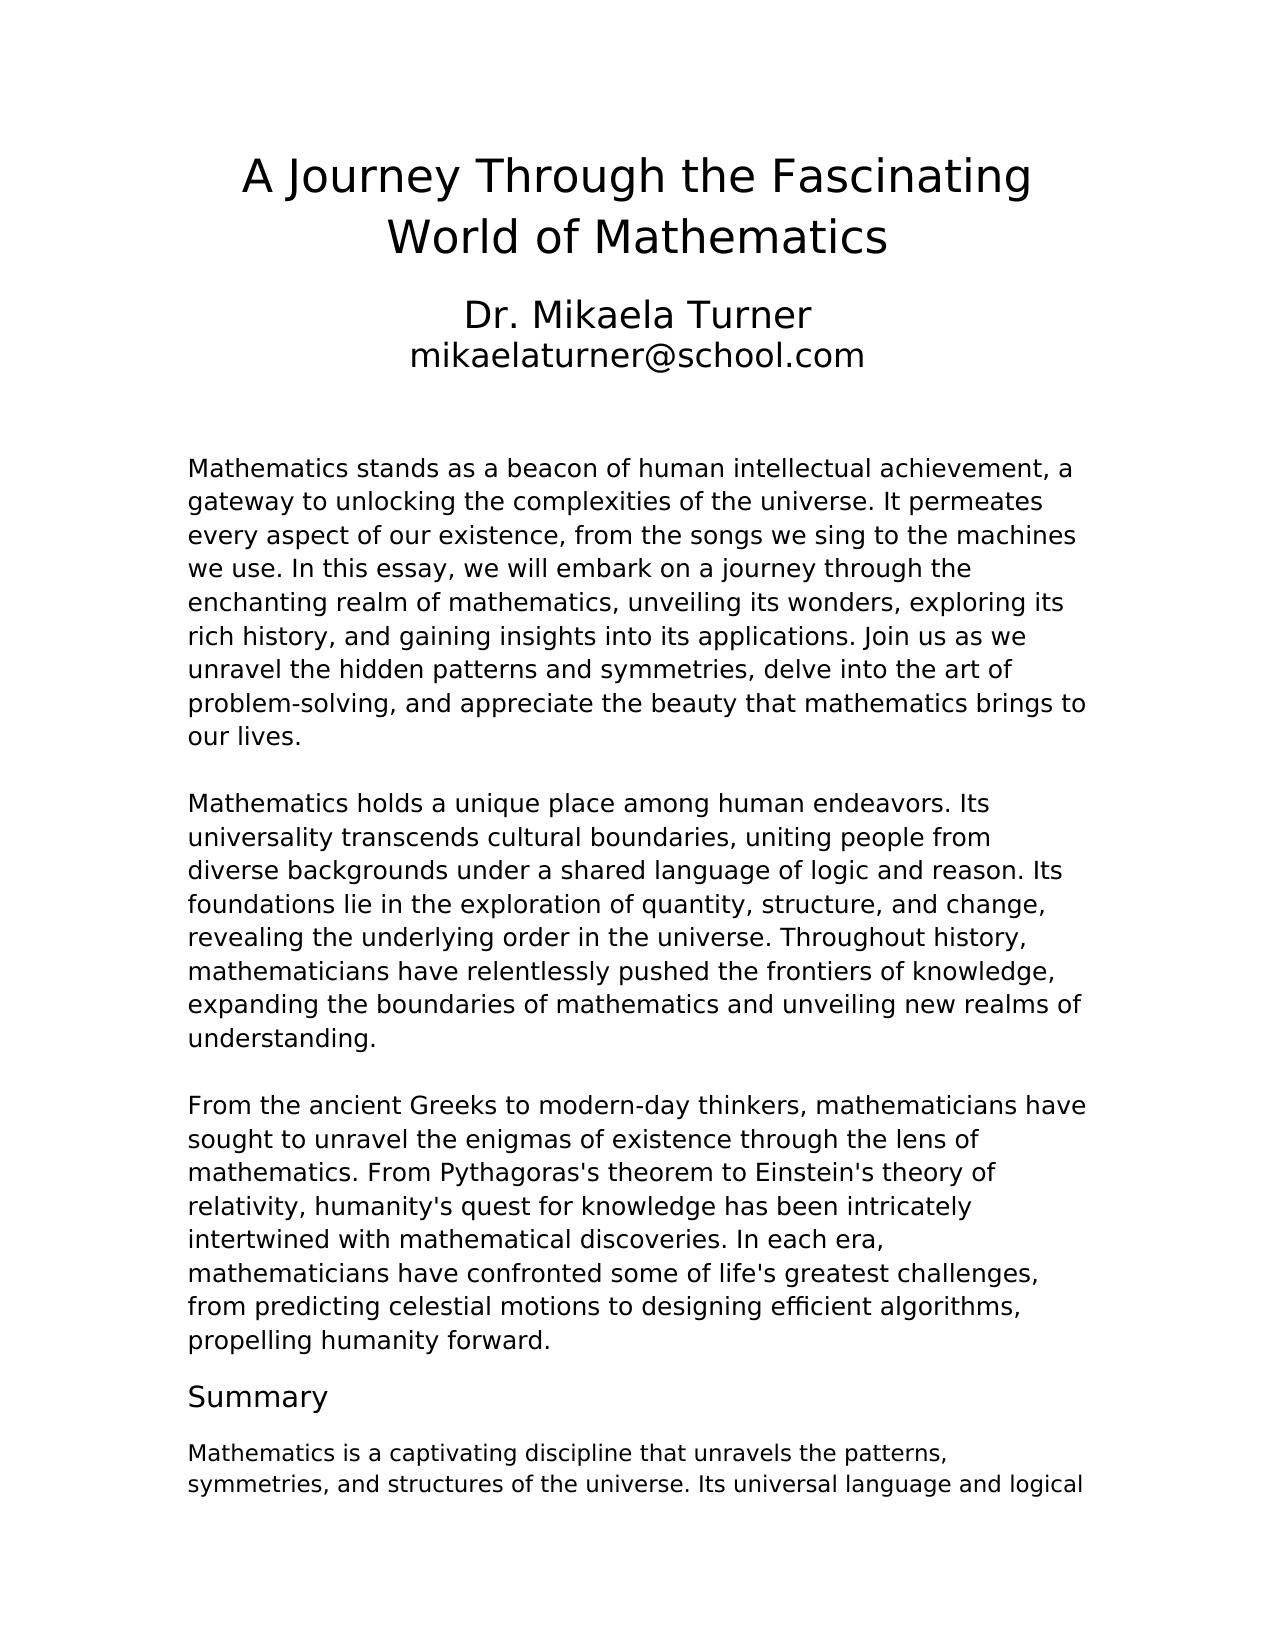 A Journey Through the Fascinating
World of Mathematics
Dr. Mikaela Turner
mikaelaturner@school.com
Mathematics stands as a beacon of human intellectual achievement, a
gateway to unlocking the complexities of the universe. It permeates
every aspect of our existence, from the songs we sing to the machines
we use. In this essay, we will embark on a journey through the
enchanting realm of mathematics, unveiling its wonders, exploring its
rich history, and gaining insights into its applications. Join us as we
unravel the hidden patterns and symmetries, delve into the art of
problem-solving, and appreciate the beauty that mathematics brings to
our lives.
Mathematics holds a unique place among human endeavors. Its
universality transcends cultural boundaries, uniting people from
diverse backgrounds under a shared language of logic and reason. Its
foundations lie in the exploration of quantity, structure, and change,
revealing the underlying order in the universe. Throughout history,
mathematicians have relentlessly pushed the frontiers of knowledge,
expanding the boundaries of mathematics and unveiling new realms of
understanding.
From the ancient Greeks to modern-day thinkers, mathematicians have
sought to unravel the enigmas of existence through the lens of
mathematics. From Pythagoras's theorem to Einstein's theory of
relativity, humanity's quest for knowledge has been intricately
intertwined with mathematical discoveries. In each era,
mathematicians have confronted some of life's greatest challenges,
from predicting celestial motions to designing efficient algorithms,
propelling humanity forward.
Summary
Mathematics is a captivating discipline that unravels the patterns,
symmetries, and structures of the universe. Its universal language and logical